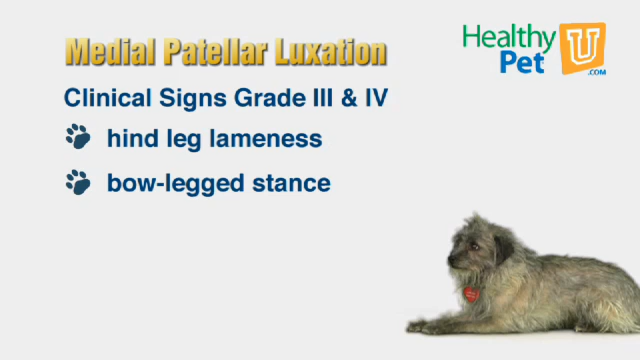 Medial Patellar Luxation
Healthy
Pet U
.COM
Clinical Signs Grade III & IV
hind leg lameness
bow-legged stance